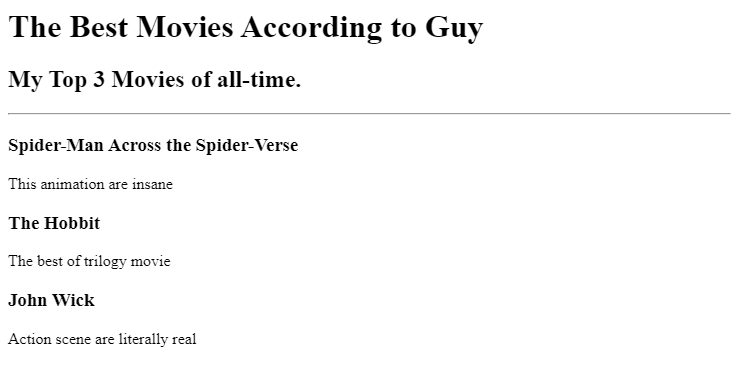 The Best Movies According to Guy
My Top 3 Movies of all-time.
Spider-Man Across the Spider-Verse
This animation are insane
The Hobbit
The best of trilogy movie
John Wick
Action scene are literally real